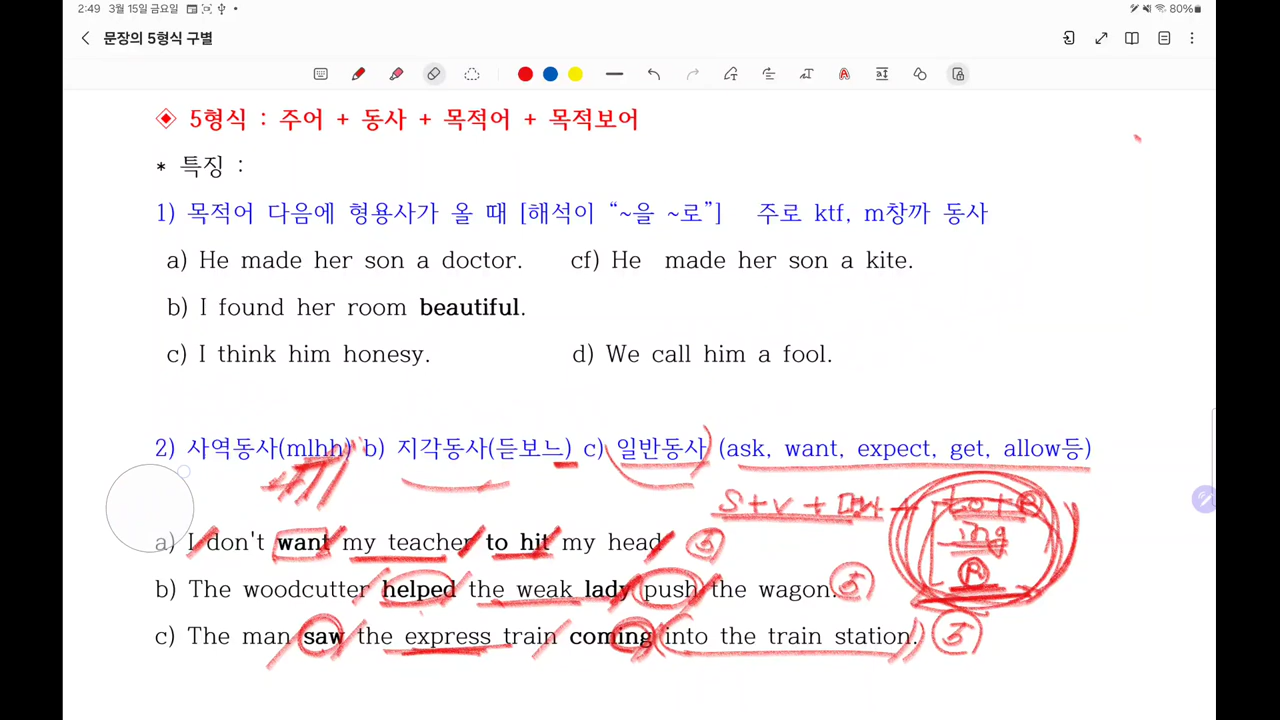 2:49 3월 15일 금요일 80%
문장의 5형식 구별
◈ 5형식 : 주어 + 동사 + 목적어 + 목적보어
* 특징 :
1) 목적어 다음에 형용사가 올 때 [해석이 “~을 ~로”] 주로 ktf, m창까 동사
a) He made her son a doctor. cf) He made her son a kite.
b) I found her room beautiful.
c) I think him honesy. d) We call him a fool.
2) 사역동사(mlhh) b) 지각동사(듣보느) c) 일반동사 (ask, want, expect, get, allow등)
S+V+ + to+R
ing
R
a) I don't want my teacher to hit my head ⑤
b) The woodcutter helped the weak lady push the wagon. ⑤
c) The man saw the express train coming into the train station. ⑤